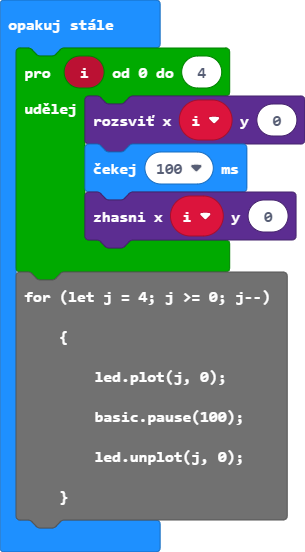 opakuj stále
pro i od 0 do 4
udělej
rozsviť x i y 0
čekej 100 ms
zhasni x i y 0
for (let j = 4; j >= 0; j--)
{
led.plot(j, 0);
basic.pause(100);
led.unplot(j, 0);
}